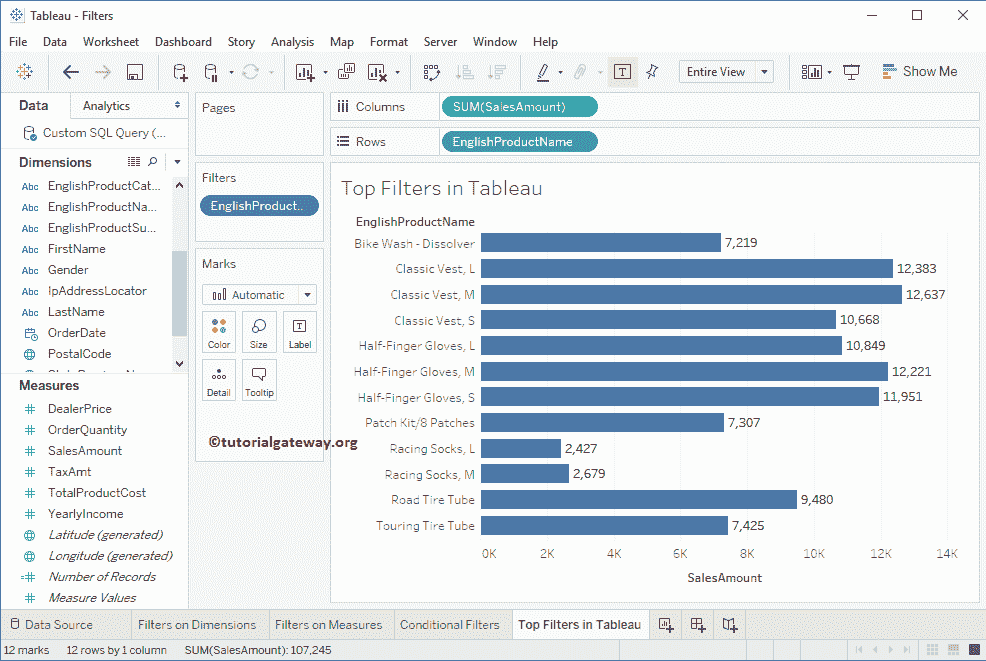 Tableau - Filters
File Data Worksheet Dashboard Story Analysis Map Format Server Window Help
Entire View
Show Me
Data Analytics
Custom SQL Query (...
Dimensions
Abc EnglishProductCat...
Abc EnglishProductNa...
Abc EnglishProductSu...
Abc FirstName
Abc Gender
Abc IpAddressLocator
Abc LastName
OrderDate
PostalCode
Measures
DealerPrice
OrderQuantity
SalesAmount
TaxAmt
TotalProductCost
YearlyIncome
Latitude (generated)
Longitude (generated)
Number of Records
Measure Values
Pages
Filters
EnglishProduct..
Marks
Automatic
Color Size Label
Detail Tooltip
©tutorialgateway.org
Columns SUM(SalesAmount)
Rows EnglishProductName
Top Filters in Tableau
EnglishProductName
Bike Wash - Dissolver 7,219
Classic Vest, L 12,383
Classic Vest, M 12,637
Classic Vest, S 10,668
Half-Finger Gloves, L 10,849
Half-Finger Gloves, M 12,221
Half-Finger Gloves, S 11,951
Patch Kit/8 Patches 7,307
Racing Socks, L 2,427
Racing Socks, M 2,679
Road Tire Tube 9,480
Touring Tire Tube 7,425
0K 2K 4K 6K 8K 10K 12K 14K
SalesAmount
Data Source Filters on Dimensions Filters on Measures Conditional Filters Top Filters in Tableau
12 marks 12 rows by 1 column SUM(SalesAmount): 107,245